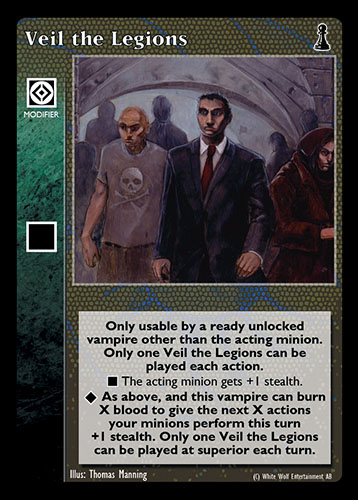 Veil the Legions
MODIFIER
Only usable by a ready unlocked
vampire other than the acting minion.
Only one Veil the Legions can be
played each action.
■ The acting minion gets +1 stealth.
◆ As above, and this vampire can burn
X blood to give the next X actions
your minions perform this turn
+1 stealth. Only one Veil the Legions
can be played at superior each turn.
Illus: Thomas Manning
(C) White Wolf Entertainment AB